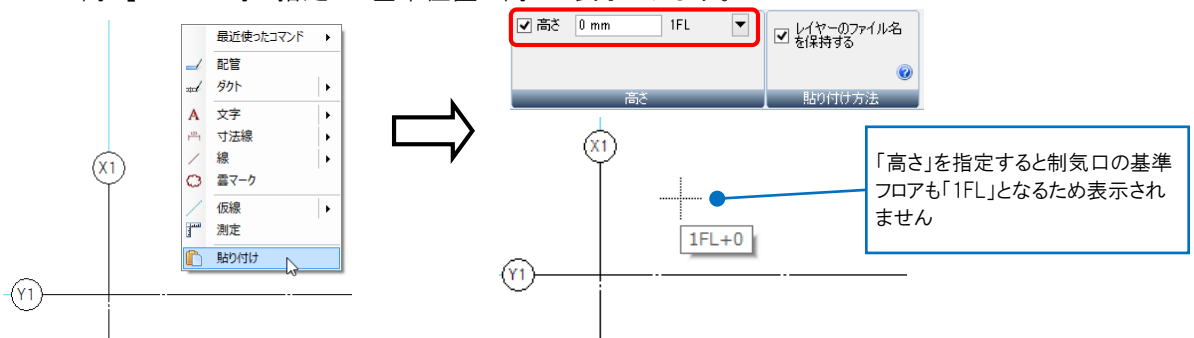 最近使ったコマンド
配管
ダクト
文字
寸法線
線
雲マーク
仮線
測定
貼り付け
X1
Y1
高さ 0 mm 1FL
レイヤーのファイル名
を保持する
高さ
貼り付け方法
X1
1FL+0
Y1
「高さ」を指定すると制気口の基準
フロアも「1FL」となるため表示され
ません